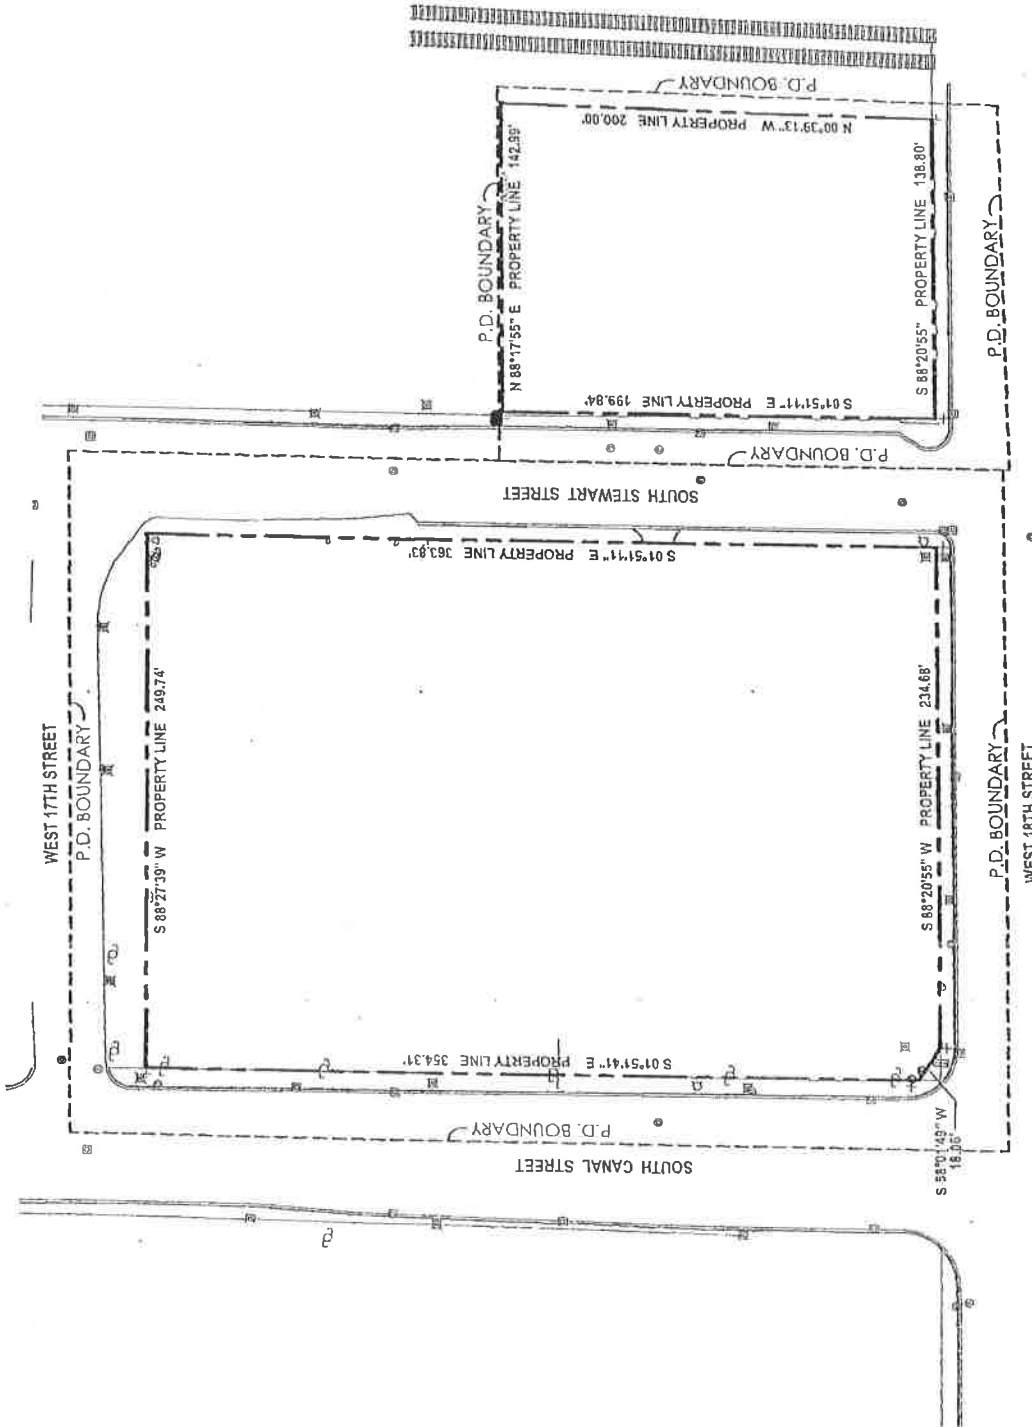 P.D. BOUNDARY
N 00°39'13" W PROPERTY LINE 200.00'
P.D. BOUNDARY
N 88°17'55" E PROPERTY LINE 142.99'
S 88°20'55" PROPERTY LINE 138.80'
P.D. BOUNDARY
S 01°51'11" E PROPERTY LINE 199.84'
P.D. BOUNDARY
SOUTH STEWART STREET
S 01°51'11" E PROPERTY LINE 363.83'
WEST 17TH STREET
P.D. BOUNDARY
S 88°27'39" W PROPERTY LINE 249.74'
S 88°20'55" W PROPERTY LINE 234.68'
P.D. BOUNDARY
WEST 18TH STREET
S 01°51'41" E PROPERTY LINE 354.31'
P.D. BOUNDARY
SOUTH CANAL STREET
S 58°01'49" W
18.06'